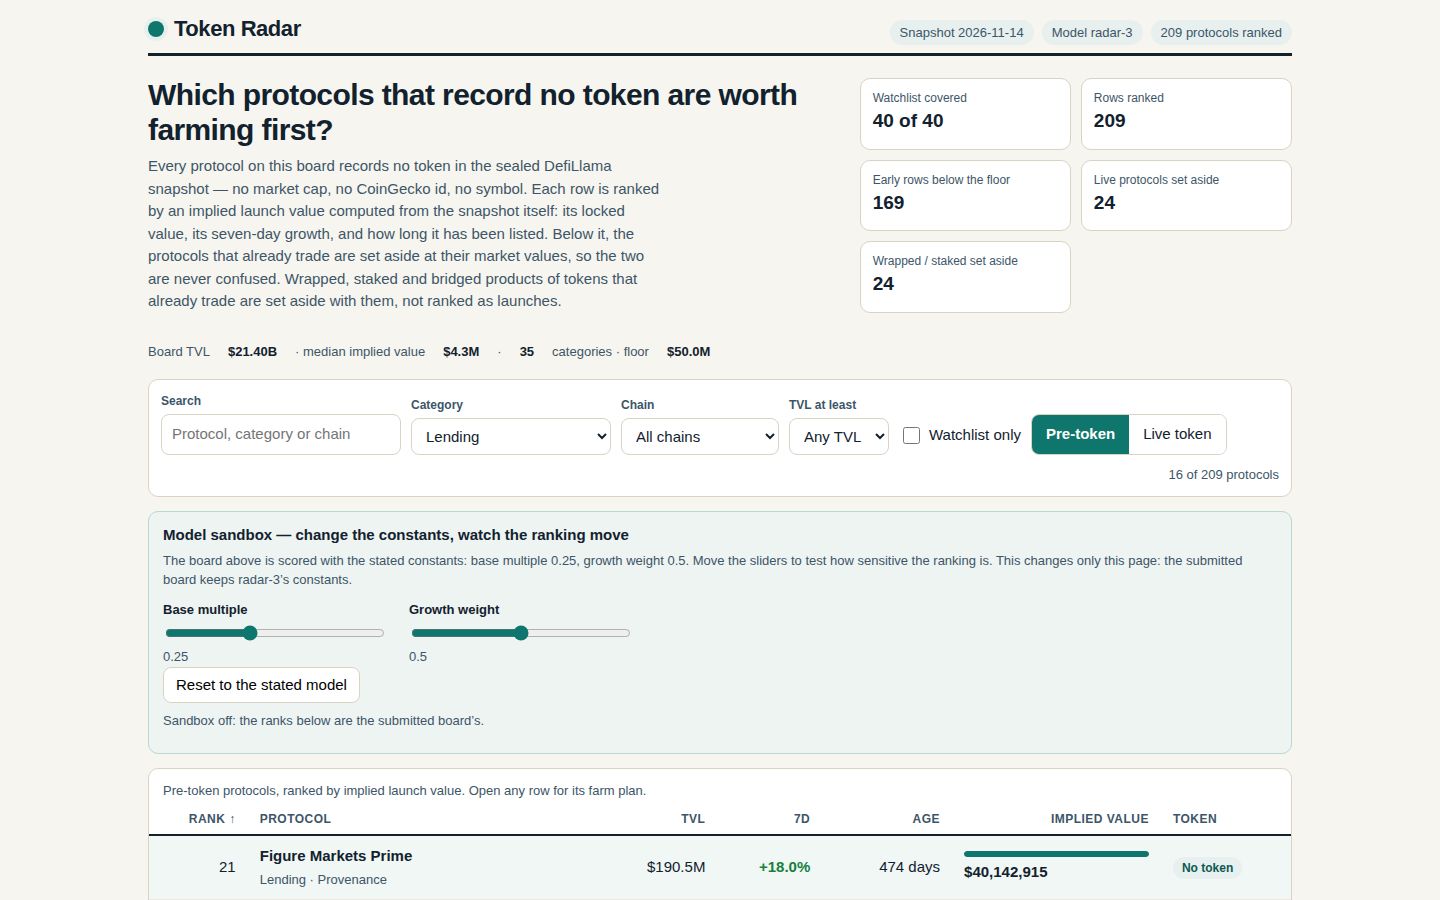 Token Radar
Snapshot 2026-11-14
Model radar-3
209 protocols ranked
Which protocols that record no token are worth
farming first?
Every protocol on this board records no token in the sealed DefiLlama
snapshot — no market cap, no CoinGecko id, no symbol. Each row is ranked
by an implied launch value computed from the snapshot itself: its locked
value, its seven-day growth, and how long it has been listed. Below it, the
protocols that already trade are set aside at their market values, so the two
are never confused. Wrapped, staked and bridged products of tokens that
already trade are set aside with them, not ranked as launches.
Watchlist covered
40 of 40
Rows ranked
209
Early rows below the floor
169
Live protocols set aside
24
Wrapped / staked set aside
24
Board TVL $21.40B · median implied value $4.3M · 35 categories · floor $50.0M
Search
Protocol, category or chain
Category
Lending
Chain
All chains
TVL at least
Any TVL
Watchlist only
Pre-token
Live token
16 of 209 protocols
Model sandbox — change the constants, watch the ranking move
The board above is scored with the stated constants: base multiple 0.25, growth weight 0.5. Move the sliders to test how sensitive the ranking is. This changes only this page: the submitted
board keeps radar-3’s constants.
Base multiple
0.25
Growth weight
0.5
Reset to the stated model
Sandbox off: the ranks below are the submitted board’s.
Pre-token protocols, ranked by implied launch value. Open any row for its farm plan.
RANK ↑ PROTOCOL TVL 7D AGE IMPLIED VALUE TOKEN
21 Figure Markets Prime $190.5M +18.0% 474 days $40,142,915 No token
Lending · Provenance